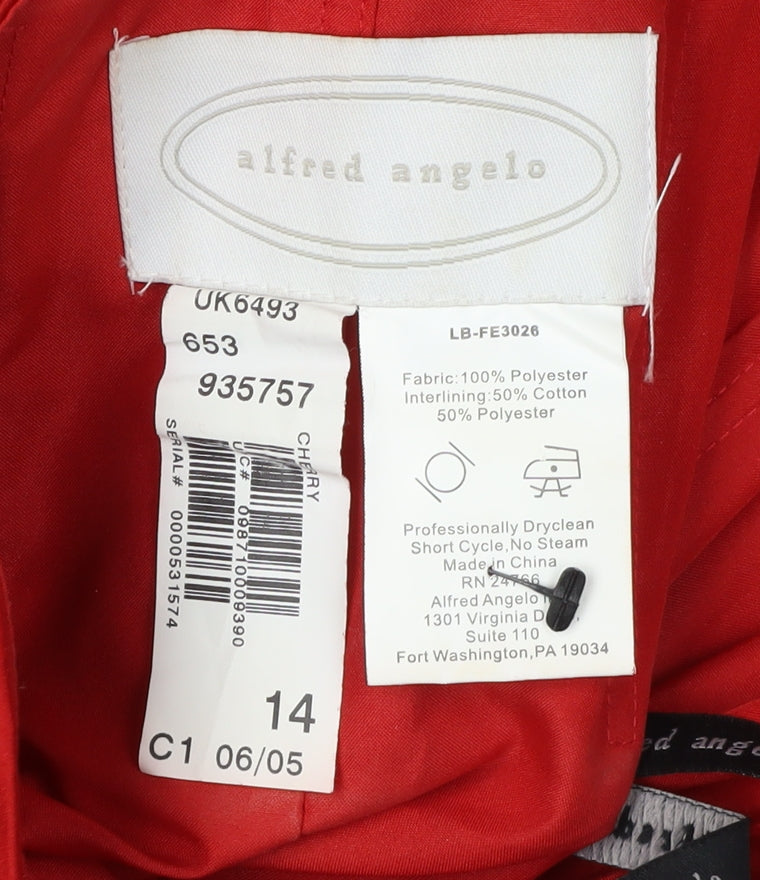 alfred angelo
UK6493
653
935757
CHERRY
UC# 098710009390
SERIAL# 0000531574
14
C1 06/05
LB-FE3026
Fabric:100% Polyester
Interlining:50% Cotton
50% Polyester
Professionally Dryclean
Short Cycle,No Steam
Made in China
RN 24766
Alfred Angelo
1301 Virginia
Suite 110
Fort Washington,PA 19034
ed angelo